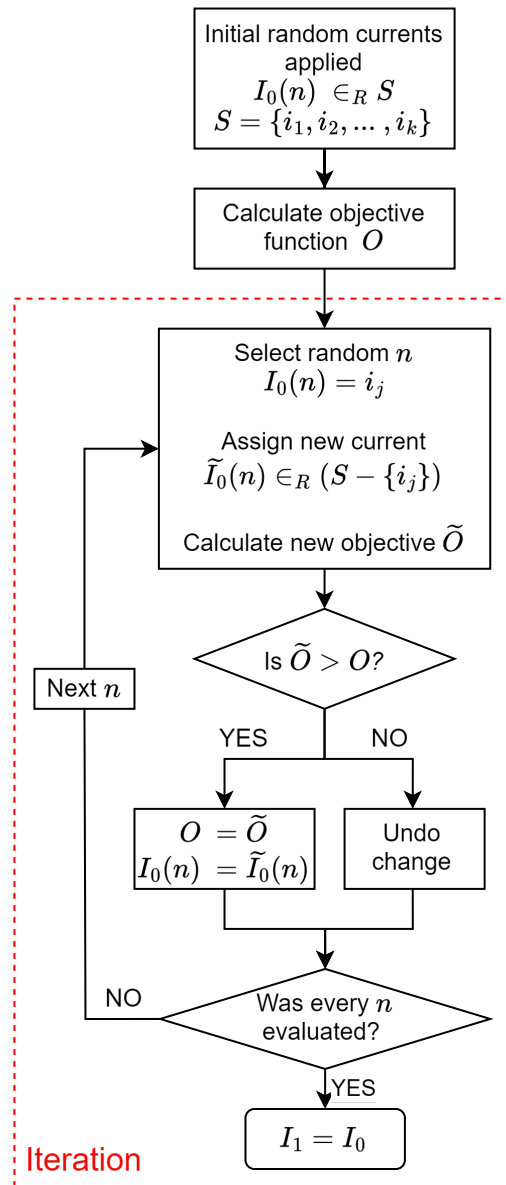 Initial random currents
applied
I₀(n) ∈_R S
S = {i₁, i₂, ... , i_k}
Calculate objective
function O
Select random n
I₀(n) = i_j
Assign new current
Ĩ₀(n) ∈_R (S − {i_j})
Calculate new objective Õ
Is Õ > O?
Next n
YES
NO
O = Õ
I₀(n) = Ĩ₀(n)
Undo
change
NO
Was every n
evaluated?
YES
I₁ = I₀
Iteration